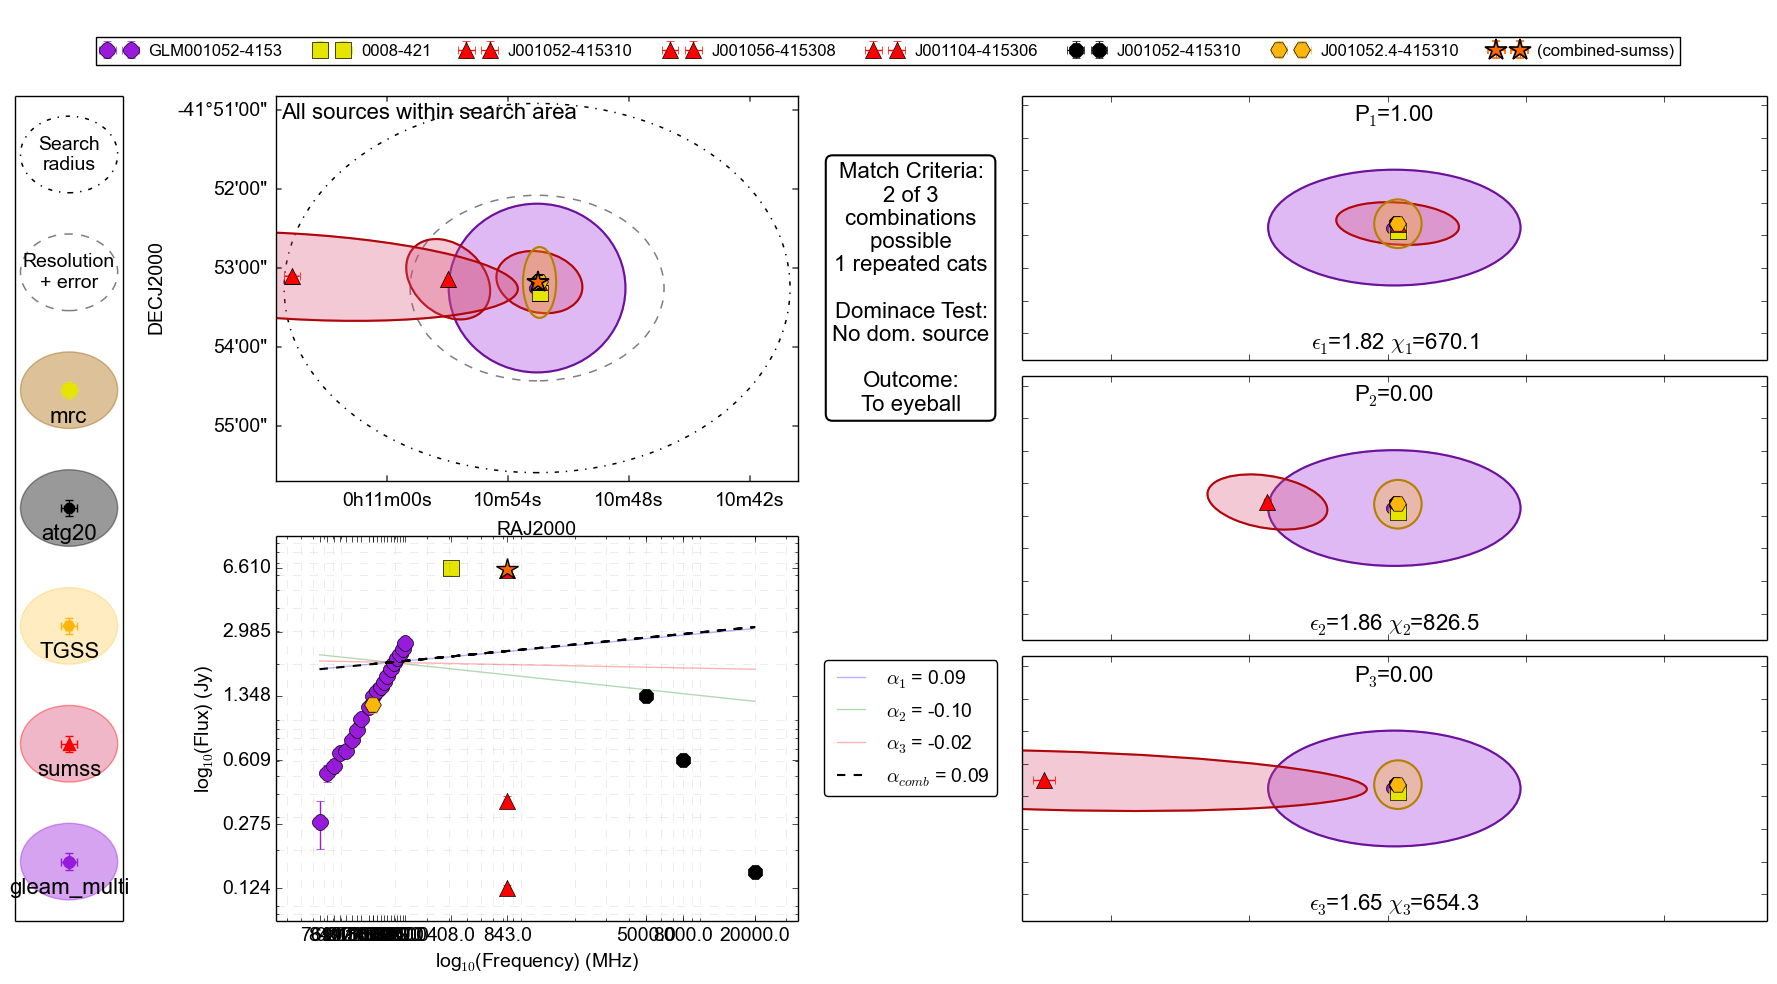 GLM001052-4153 0008-421 J001052-415310 J001056-415308 J001104-415306 J001052-415310 J001052.4-415310 (combined-sumss)
Search
radius
Resolution
+ error
mrc
atg20
TGSS
sumss
gleam_multi
All sources within search area
-41°51'00"
52'00"
53'00"
54'00"
55'00"
DECJ2000
0h11m00s 10m54s 10m48s 10m42s
RAJ2000
6.610
2.985
1.348
0.609
0.275
0.124
log10(Flux) (Jy)
408.0 843.0 5000.0 8000.0 20000.0
log10(Frequency) (MHz)
Match Criteria:
2 of 3
combinations
possible
1 repeated cats
Dominace Test:
No dom. source
Outcome:
To eyeball
α1 = 0.09
α2 = -0.10
α3 = -0.02
αcomb = 0.09
P1=1.00
ϵ1=1.82 χ1=670.1
P2=0.00
ϵ2=1.86 χ2=826.5
P3=0.00
ϵ3=1.65 χ3=654.3